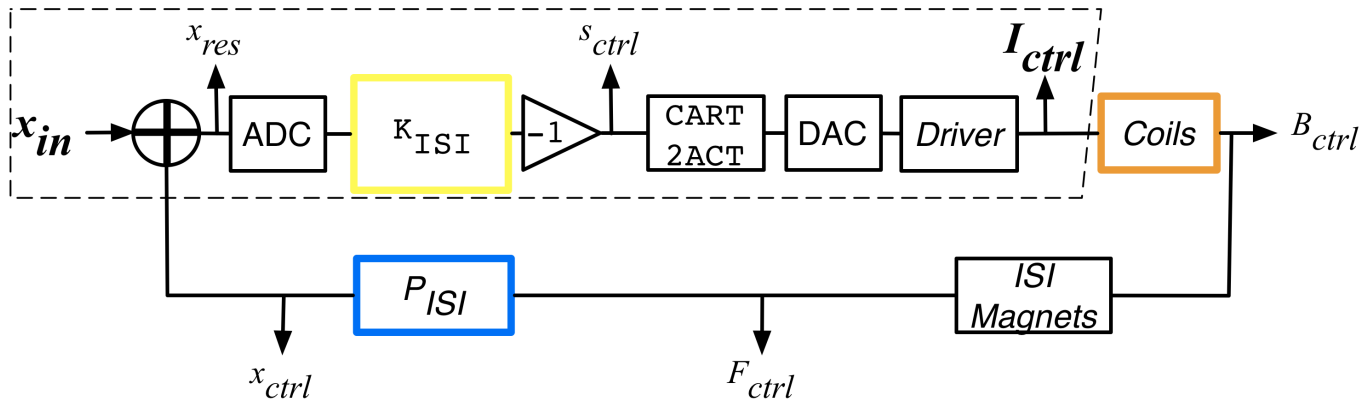 x_res
s_ctrl
I_ctrl
x_in
ADC
K_ISI
-1
CART
2ACT
DAC
Driver
Coils
B_ctrl
P_ISI
ISI
Magnets
x_ctrl
F_ctrl